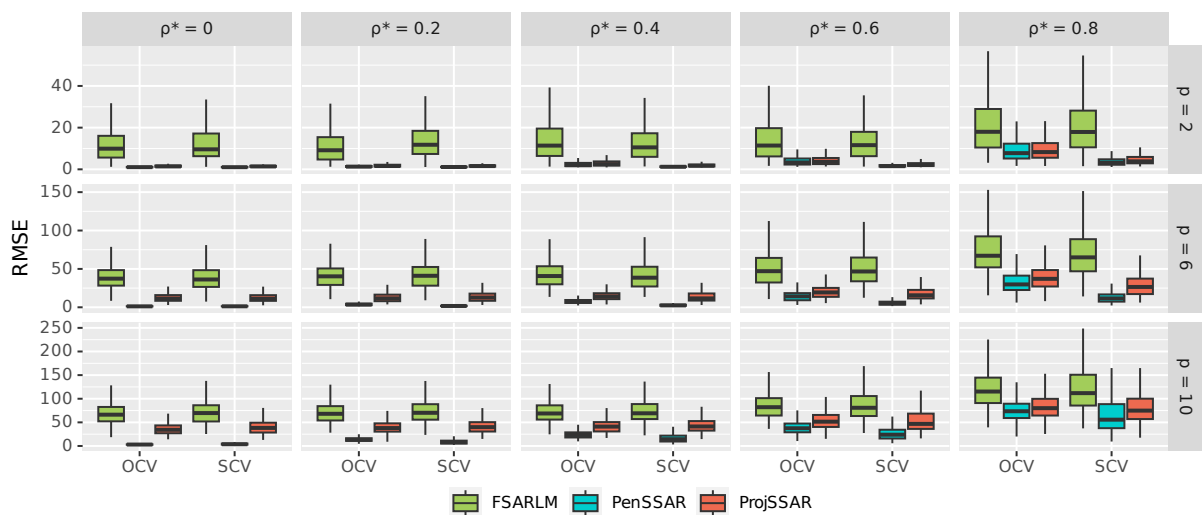 ρ* = 0 ρ* = 0.2 ρ* = 0.4 ρ* = 0.6 ρ* = 0.8
40
20
0
p = 2
150
100
50
0
p = 6
250
200
150
100
50
0
p = 10
RMSE
OCV SCV OCV SCV OCV SCV OCV SCV OCV SCV
FSARLM PenSSAR ProjSSAR